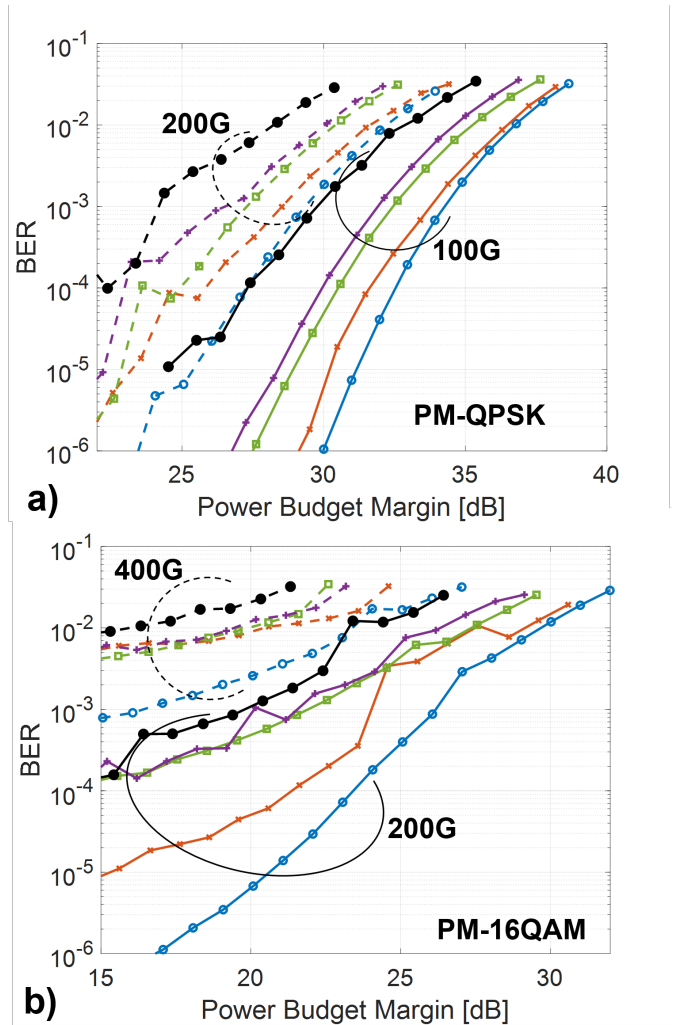 10-1
10-2
200G
10-3
BER
100G
10-4
10-5
PM-QPSK
10-6
25 30 35 40
a) Power Budget Margin [dB]
10-1
400G
10-2
10-3
BER
10-4
200G
10-5
PM-16QAM
10-6
15 20 25 30
b) Power Budget Margin [dB]